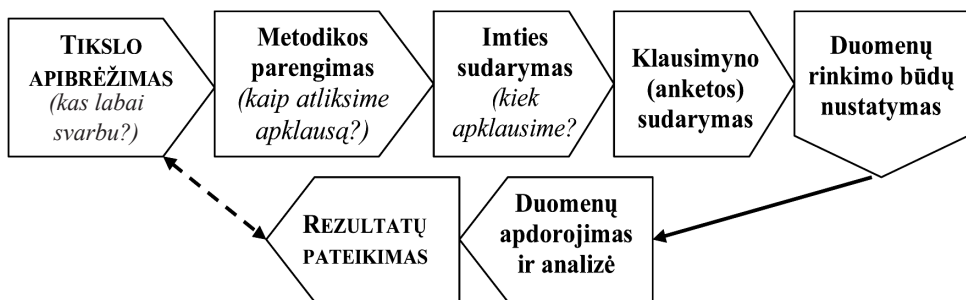 TIKSLO
APIBRĖŽIMAS
(kas labai
svarbu?)
Metodikos
parengimas
(kaip atliksime
apklausą?)
Imties
sudarymas
(kiek
apklausime?
Klausimyno
(anketos)
sudarymas
Duomenų
rinkimo būdų
nustatymas
REZULTATŲ
PATEIKIMAS
Duomenų
apdorojimas
ir analizė